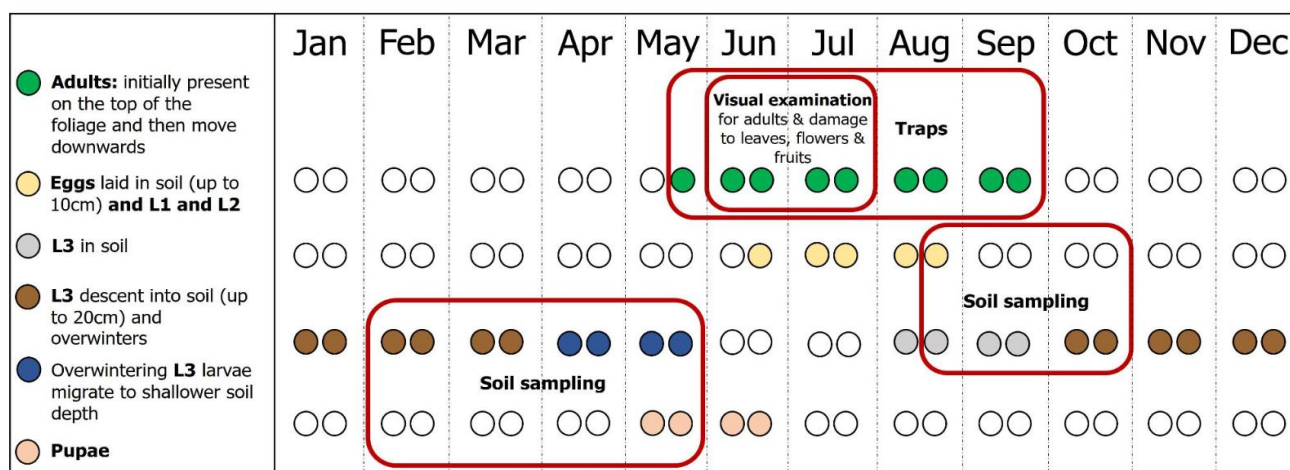 Jan Feb Mar Apr May Jun Jul Aug Sep Oct Nov Dec
Adults: initially present
on the top of the
foliage and then move
downwards
Eggs laid in soil (up to
10cm) and L1 and L2
L3 in soil
L3 descent into soil (up
to 20cm) and
overwinters
Overwintering L3 larvae
migrate to shallower soil
depth
Pupae
Visual examination
for adults & damage
to leaves, flowers &
fruits
Traps
Soil sampling
Soil sampling